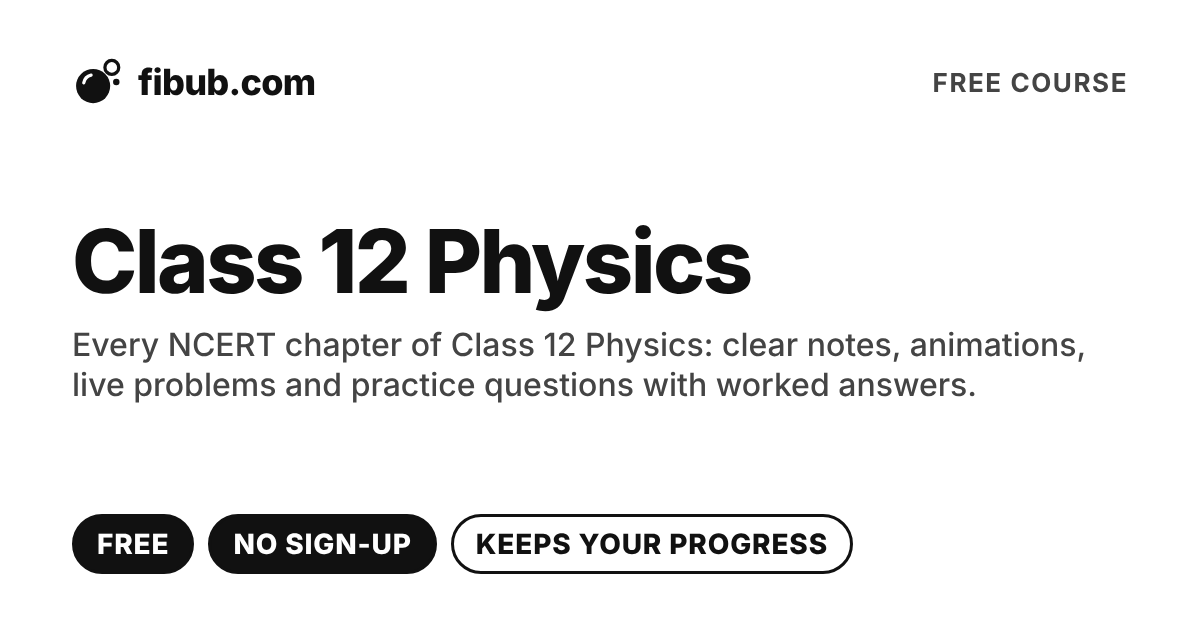 fibub.com
FREE COURSE
Class 12 Physics
Every NCERT chapter of Class 12 Physics: clear notes, animations,
live problems and practice questions with worked answers.
FREE
NO SIGN-UP
KEEPS YOUR PROGRESS